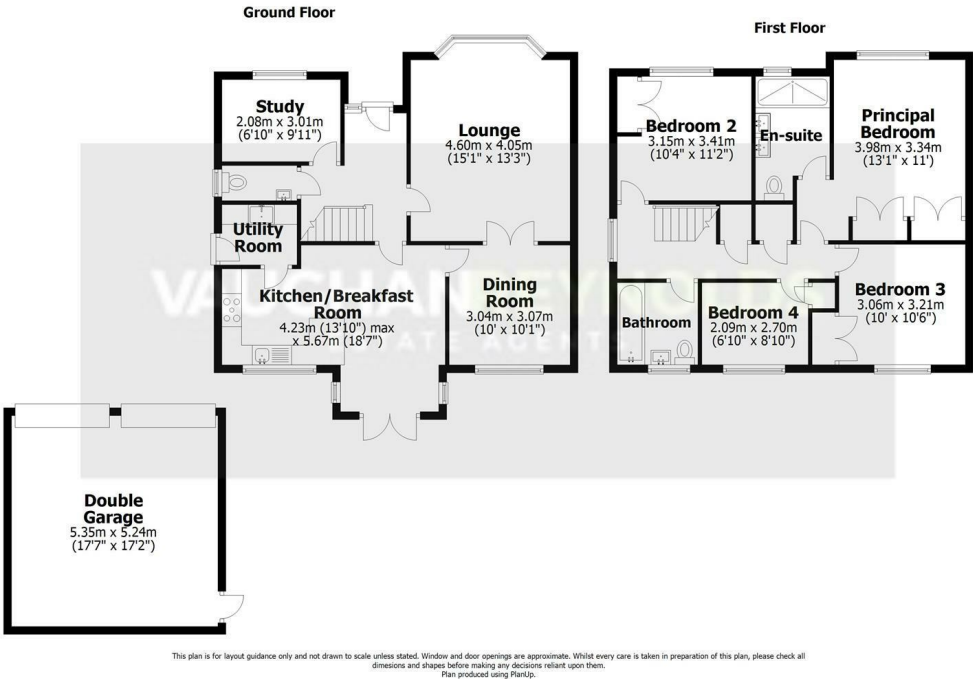 Ground Floor
First Floor
Study
2.08m x 3.01m
(6'10" x 9'11")
Lounge
4.60m x 4.05m
(15'1" x 13'3")
Utility
Room
Kitchen/Breakfast
Room
4.23m (13'10") max
x 5.67m (18'7")
Dining
Room
3.04m x 3.07m
(10' x 10'1")
Double
Garage
5.35m x 5.24m
(17'7" x 17'2")
Bedroom 2
3.15m x 3.41m
(10'4" x 11'2")
En-suite
Principal
Bedroom
3.98m x 3.34m
(13'1" x 11')
Bathroom
Bedroom 4
2.09m x 2.70m
(6'10" x 8'10")
Bedroom 3
3.06m x 3.21m
(10' x 10'6")
VAUGHANREYNOLDS
ESTATE AGENTS
This plan is for layout guidance only and not drawn to scale unless stated. Window and door openings are approximate. Whilst every care is taken in preparation of this plan, please check all
dimesions and shapes before making any decisions reliant upon them.
Plan produced using PlanUp.